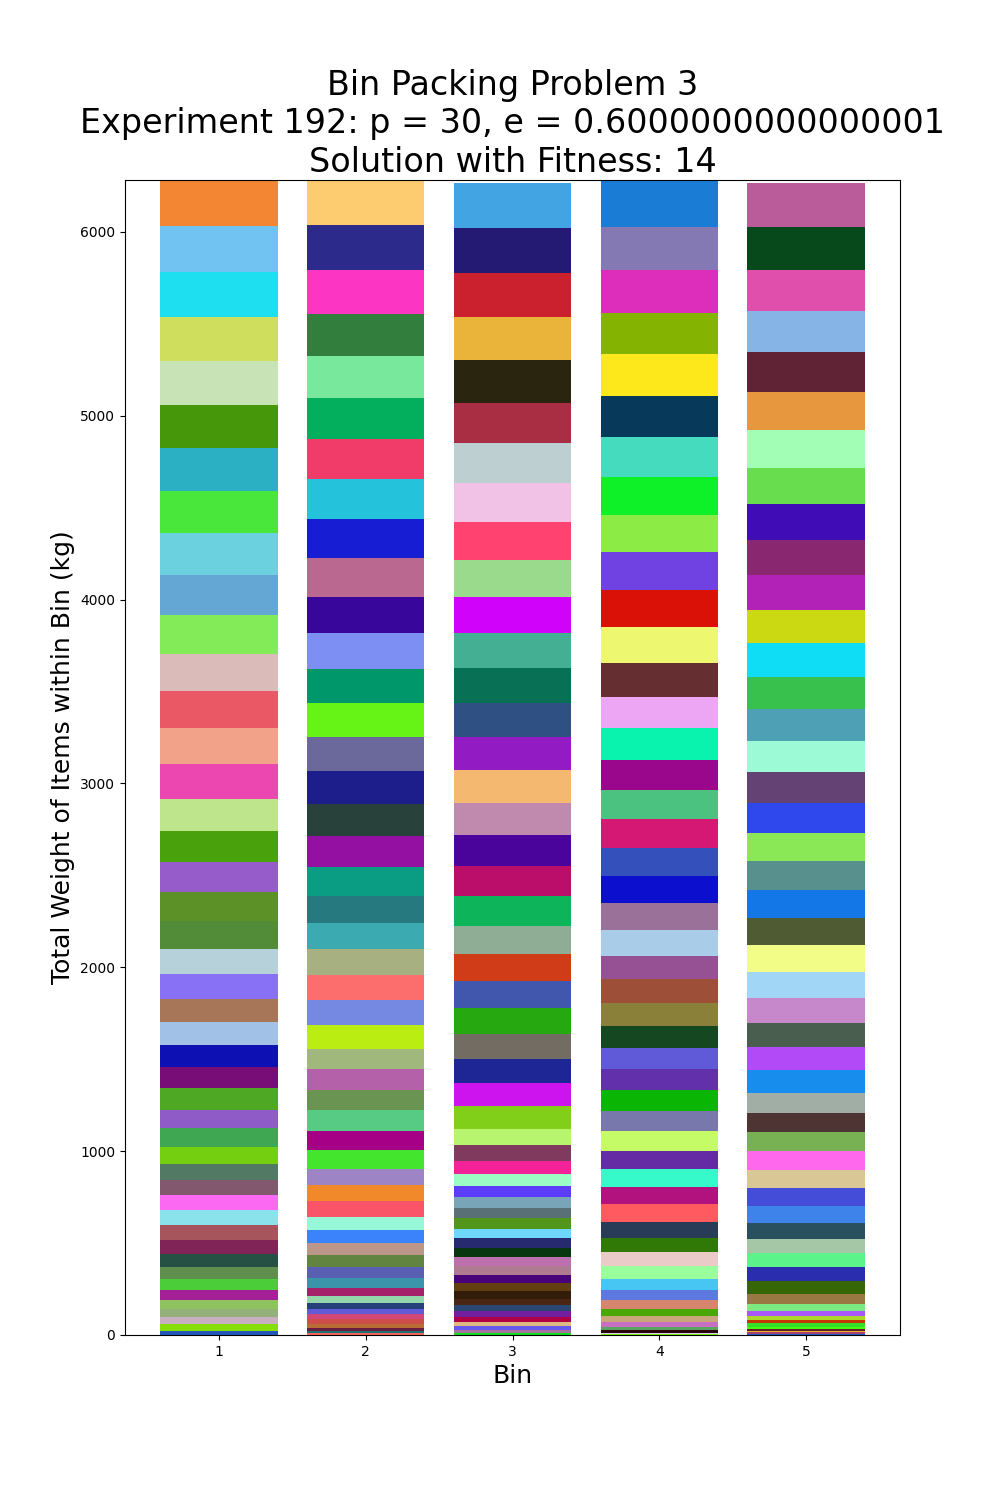 Bin Packing Problem 3
Experiment 192: p = 30, e = 0.6000000000000001
Solution with Fitness: 14
Total Weight of Items within Bin (kg)
6000
5000
4000
3000
2000
1000
0
1 2 3 4 5
Bin